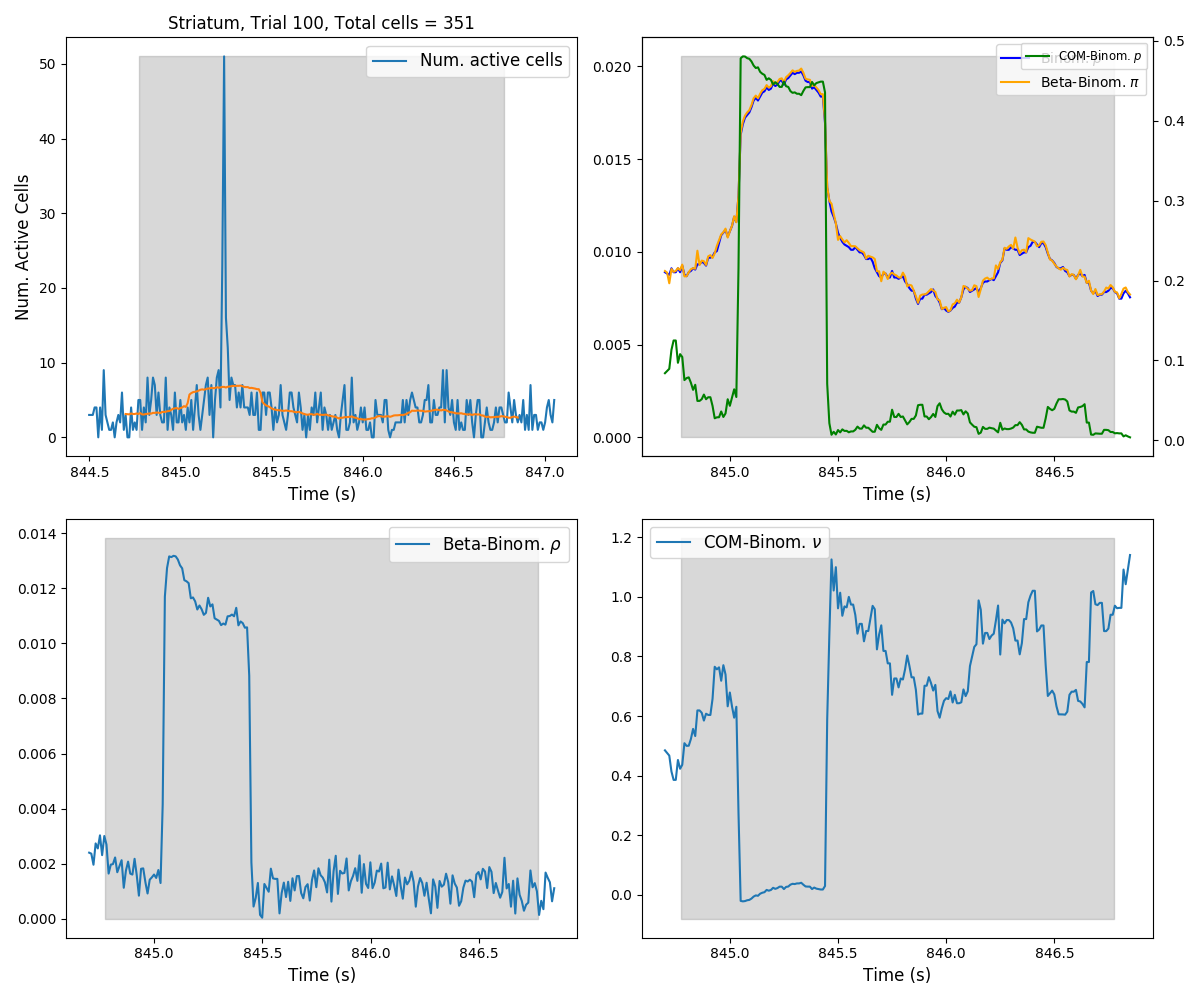 Striatum, Trial 100, Total cells = 351
Num. active cells
Num. Active Cells
50
40
30
20
10
0
844.5 845.0 845.5 846.0 846.5 847.0
Time (s)
COM-Binom. p
Beta-Binom. π
0.020
0.015
0.010
0.005
0.000
0.5
0.4
0.3
0.2
0.1
0.0
845.0 845.5 846.0 846.5
Time (s)
Beta-Binom. ρ
0.014
0.012
0.010
0.008
0.006
0.004
0.002
0.000
845.0 845.5 846.0 846.5
Time (s)
COM-Binom. ν
1.2
1.0
0.8
0.6
0.4
0.2
0.0
845.0 845.5 846.0 846.5
Time (s)